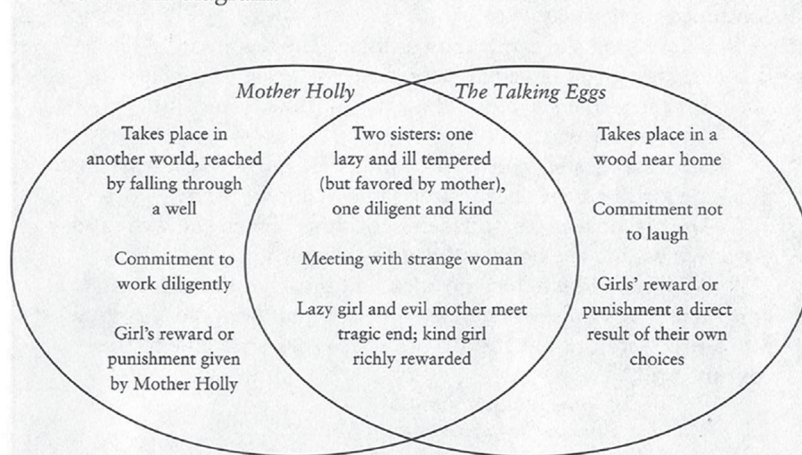 Mother Holly
Takes place in
another world, reached
by falling through
a well
Commitment to
work diligently
Girl's reward or
punishment given
by Mother Holly
Two sisters: one
lazy and ill tempered
(but favored by mother),
one diligent and kind
Meeting with strange woman
Lazy girl and evil mother meet
tragic end; kind girl
richly rewarded
The Talking Eggs
Takes place in a
wood near home
Commitment not
to laugh
Girls' reward or
punishment a direct
result of their own
choices